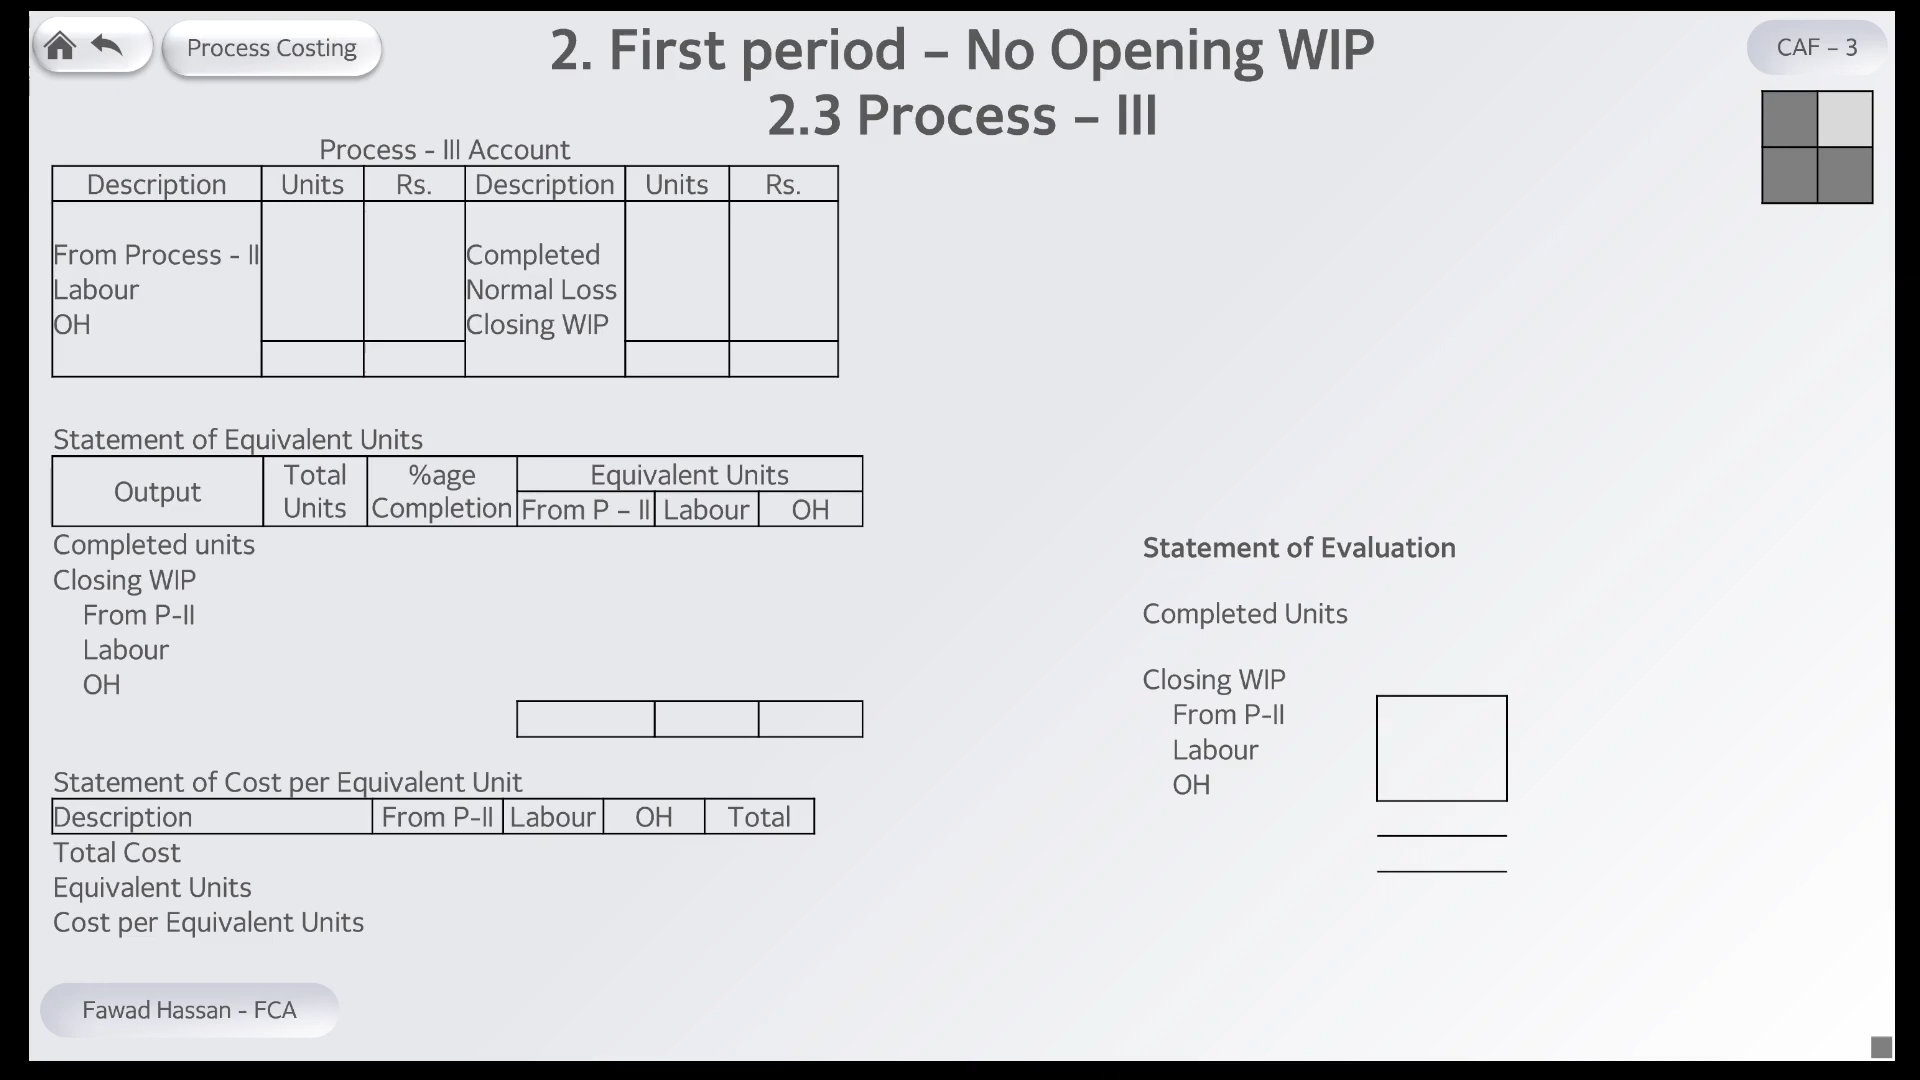 Process Costing
2. First period – No Opening WIP
CAF – 3
2.3 Process – III
Process - III Account
Description Units Rs. Description Units Rs.
From Process - II Completed
Labour Normal Loss
OH Closing WIP
Statement of Equivalent Units
Output Total Units %age Completion Equivalent Units
From P – II Labour OH
Completed units
Closing WIP
From P-II
Labour
OH
Statement of Cost per Equivalent Unit
Description From P-II Labour OH Total
Total Cost
Equivalent Units
Cost per Equivalent Units
Statement of Evaluation
Completed Units
Closing WIP
From P-II
Labour
OH
Fawad Hassan - FCA